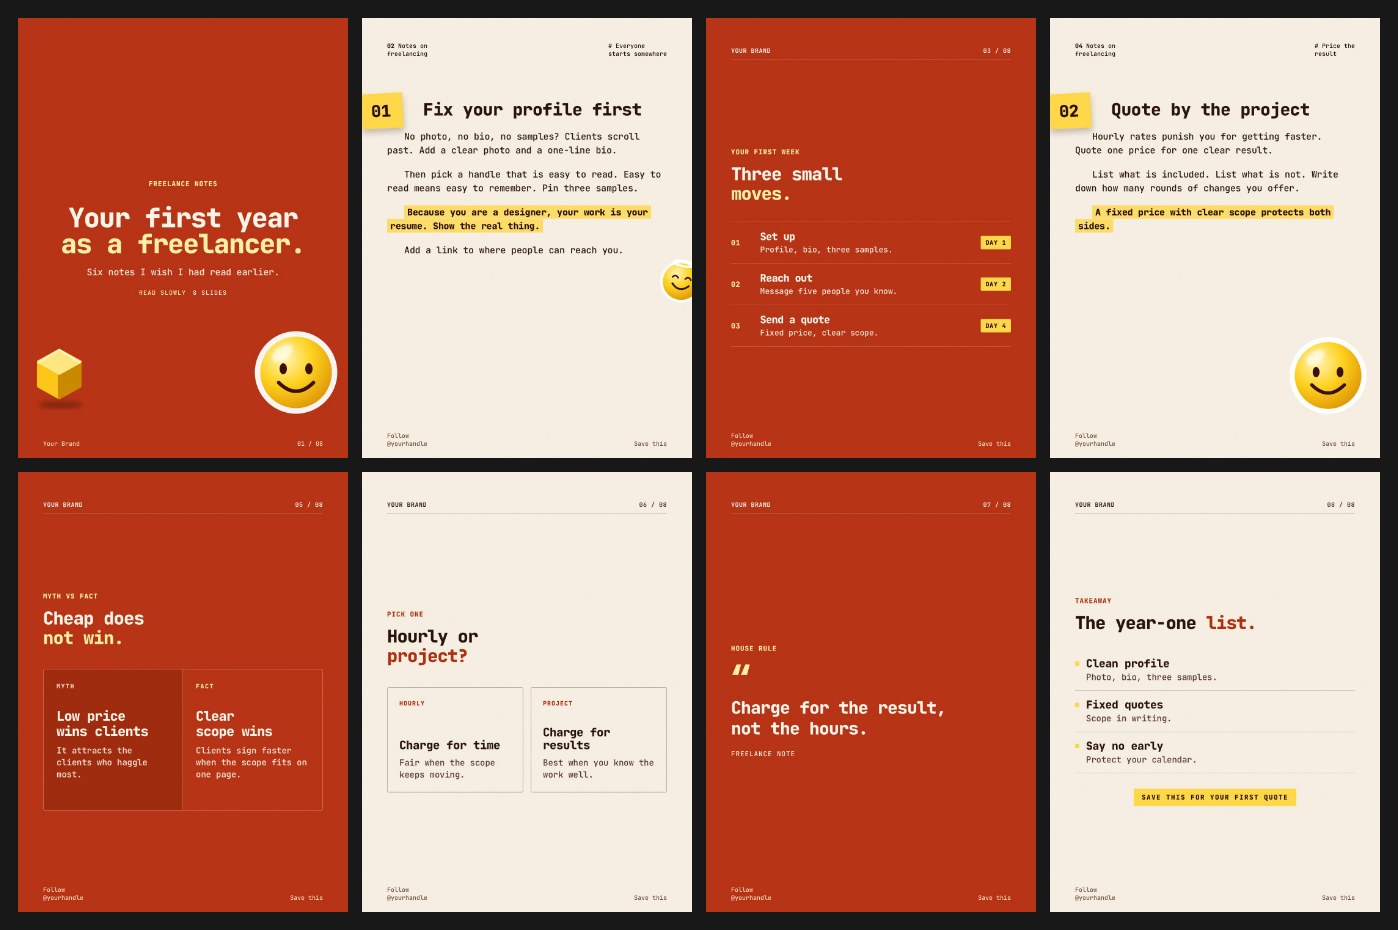 FREELANCE NOTES
Your first year
as a freelancer.
Six notes I wish I had read earlier.
READ SLOWLY 8 SLIDES
Your Brand
01 / 08
02 Notes on
freelancing
# Everyone
starts somewhere
01
Fix your profile first
No photo, no bio, no samples? Clients scroll
past. Add a clear photo and a one-line bio.
Then pick a handle that is easy to read. Easy to
read means easy to remember. Pin three samples.
Because you are a designer, your work is your
resume. Show the real thing.
Add a link to where people can reach you.
Follow
@yourhandle
Save this
YOUR BRAND
03 / 08
YOUR FIRST WEEK
Three small
moves.
01
Set up
Profile, bio, three samples.
DAY 1
02
Reach out
Message five people you know.
DAY 2
03
Send a quote
Fixed price, clear scope.
DAY 4
Follow
@yourhandle
Save this
04 Notes on
freelancing
# Price the
result
02
Quote by the project
Hourly rates punish you for getting faster.
Quote one price for one clear result.
List what is included. List what is not. Write
down how many rounds of changes you offer.
A fixed price with clear scope protects both
sides.
Follow
@yourhandle
Save this
YOUR BRAND
05 / 08
MYTH VS FACT
Cheap does
not win.
MYTH
Low price
wins clients
It attracts the
clients who haggle
most.
FACT
Clear
scope wins
Clients sign faster
when the scope fits on
one page.
Follow
@yourhandle
Save this
YOUR BRAND
06 / 08
PICK ONE
Hourly or
project?
HOURLY
Charge for time
Fair when the scope
keeps moving.
PROJECT
Charge for
results
Best when you know the
work well.
Follow
@yourhandle
Save this
YOUR BRAND
07 / 08
HOUSE RULE
“
Charge for the result,
not the hours.
FREELANCE NOTE
Follow
@yourhandle
Save this
YOUR BRAND
08 / 08
TAKEAWAY
The year-one list.
Clean profile
Photo, bio, three samples.
Fixed quotes
Scope in writing.
Say no early
Protect your calendar.
SAVE THIS FOR YOUR FIRST QUOTE
Follow
@yourhandle
Save this